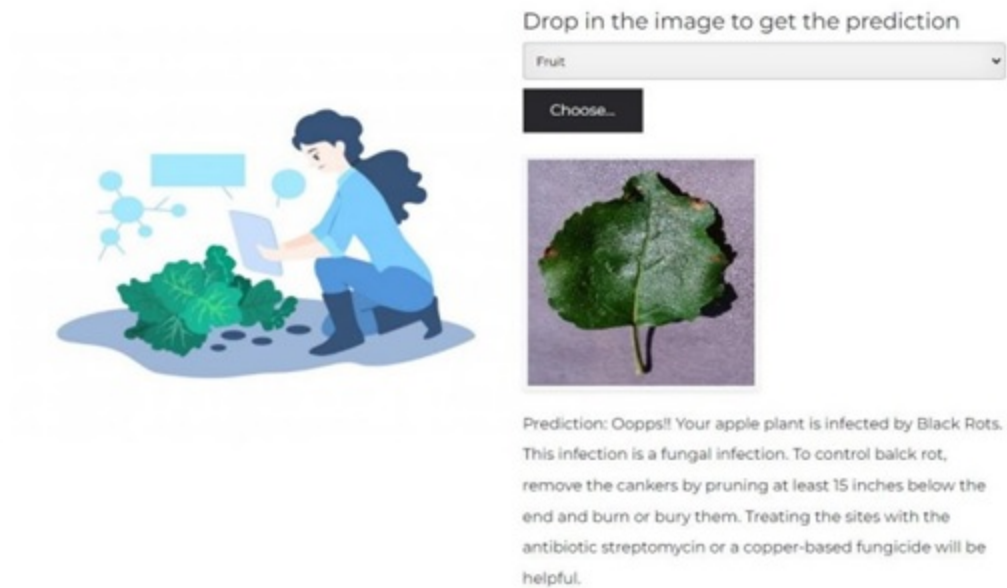 Drop in the image to get the prediction
Fruit
Choose...
Prediction: Oopps!! Your apple plant is infected by Black Rots.
This infection is a fungal infection. To control balck rot,
remove the cankers by pruning at least 15 inches below the
end and burn or bury them. Treating the sites with the
antibiotic streptomycin or a copper-based fungicide will be
helpful.